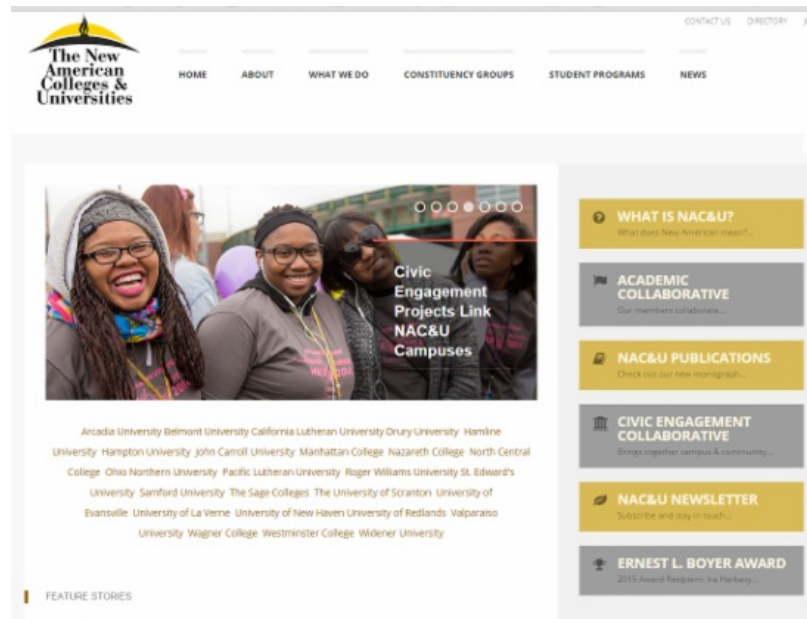 CONTACT US DIRECTORY
The New
American
Colleges &
Universities
HOME ABOUT WHAT WE DO CONSTITUENCY GROUPS STUDENT PROGRAMS NEWS
Civic
Engagement
Projects Link
NAC&U
Campuses
WHAT IS NAC&U?
What does New American mean?...
ACADEMIC
COLLABORATIVE
Our members collaborate...
NAC&U PUBLICATIONS
Check out our new monograph...
CIVIC ENGAGEMENT
COLLABORATIVE
Brings together campus & community...
NAC&U NEWSLETTER
Subscribe and stay in touch...
ERNEST L. BOYER AWARD
2015 Award Recipient: Ira Harkavy...
Arcadia University Belmont University California Lutheran University Drury University Hamline
University Hampton University John Carroll University Manhattan College Nazareth College North Central
College Ohio Northern University Pacific Lutheran University Roger Williams University St. Edward's
University Samford University The Sage Colleges The University of Scranton University of
Evansville University of La Verne University of New Haven University of Redlands Valparaiso
University Wagner College Westminster College Widener University
FEATURE STORIES